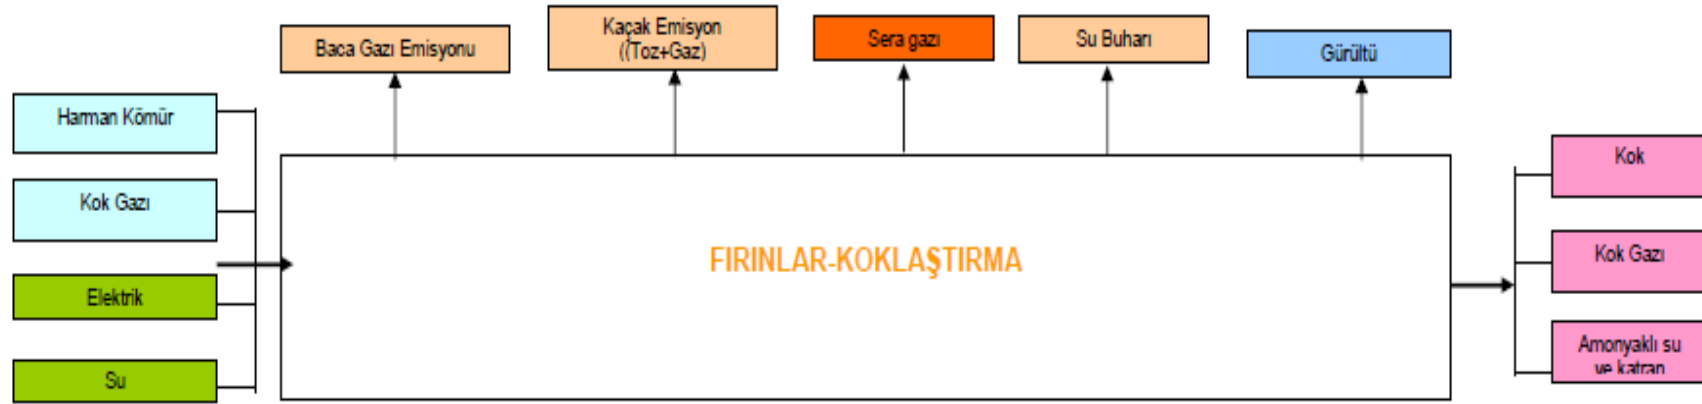 Baca Gazı Emisyonu
Kaçak Emisyon
((Toz+Gaz)
Sera gazı
Su Buharı
Gürültü
Harman Kömür
Kok Gazı
Elektrik
Su
FIRINLAR-KOKLAŞTIRMA
Kok
Kok Gazı
Amonyaklı su
ve katran